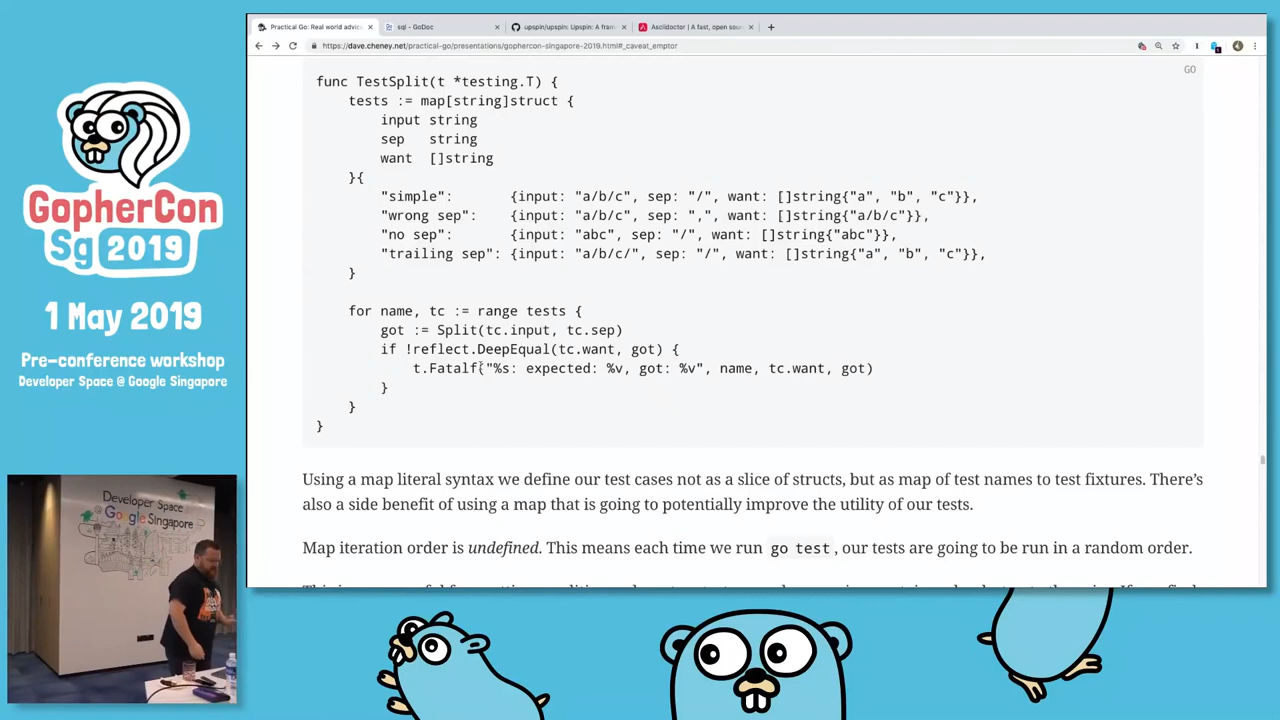 GopherCon
Sg 2019
1 May 2019
Pre-conference workshop
Developer Space @ Google Singapore
Developer Space
@ Google Singapore
Practical Go: Real world advic
sql - GoDoc
upspin/upspin: Upspin: A fram
Asciidoctor | A fast, open sour
https://dave.cheney.net/practical-go/presentations/gophercon-singapore-2019.html#_caveat_emptor
GO
func TestSplit(t *testing.T) {
    tests := map[string]struct {
        input string
        sep   string
        want  []string
    }{
        "simple":       {input: "a/b/c", sep: "/", want: []string{"a", "b", "c"}},
        "wrong sep":    {input: "a/b/c", sep: ",", want: []string{"a/b/c"}},
        "no sep":       {input: "abc", sep: "/", want: []string{"abc"}},
        "trailing sep": {input: "a/b/c/", sep: "/", want: []string{"a", "b", "c"}},
    }
    for name, tc := range tests {
        got := Split(tc.input, tc.sep)
        if !reflect.DeepEqual(tc.want, got) {
            t.Fatalf("%s: expected: %v, got: %v", name, tc.want, got)
        }
    }
}
Using a map literal syntax we define our test cases not as a slice of structs, but as map of test names to test fixtures. There's
also a side benefit of using a map that is going to potentially improve the utility of our tests.
Map iteration order is undefined. This means each time we run go test, our tests are going to be run in a random order.